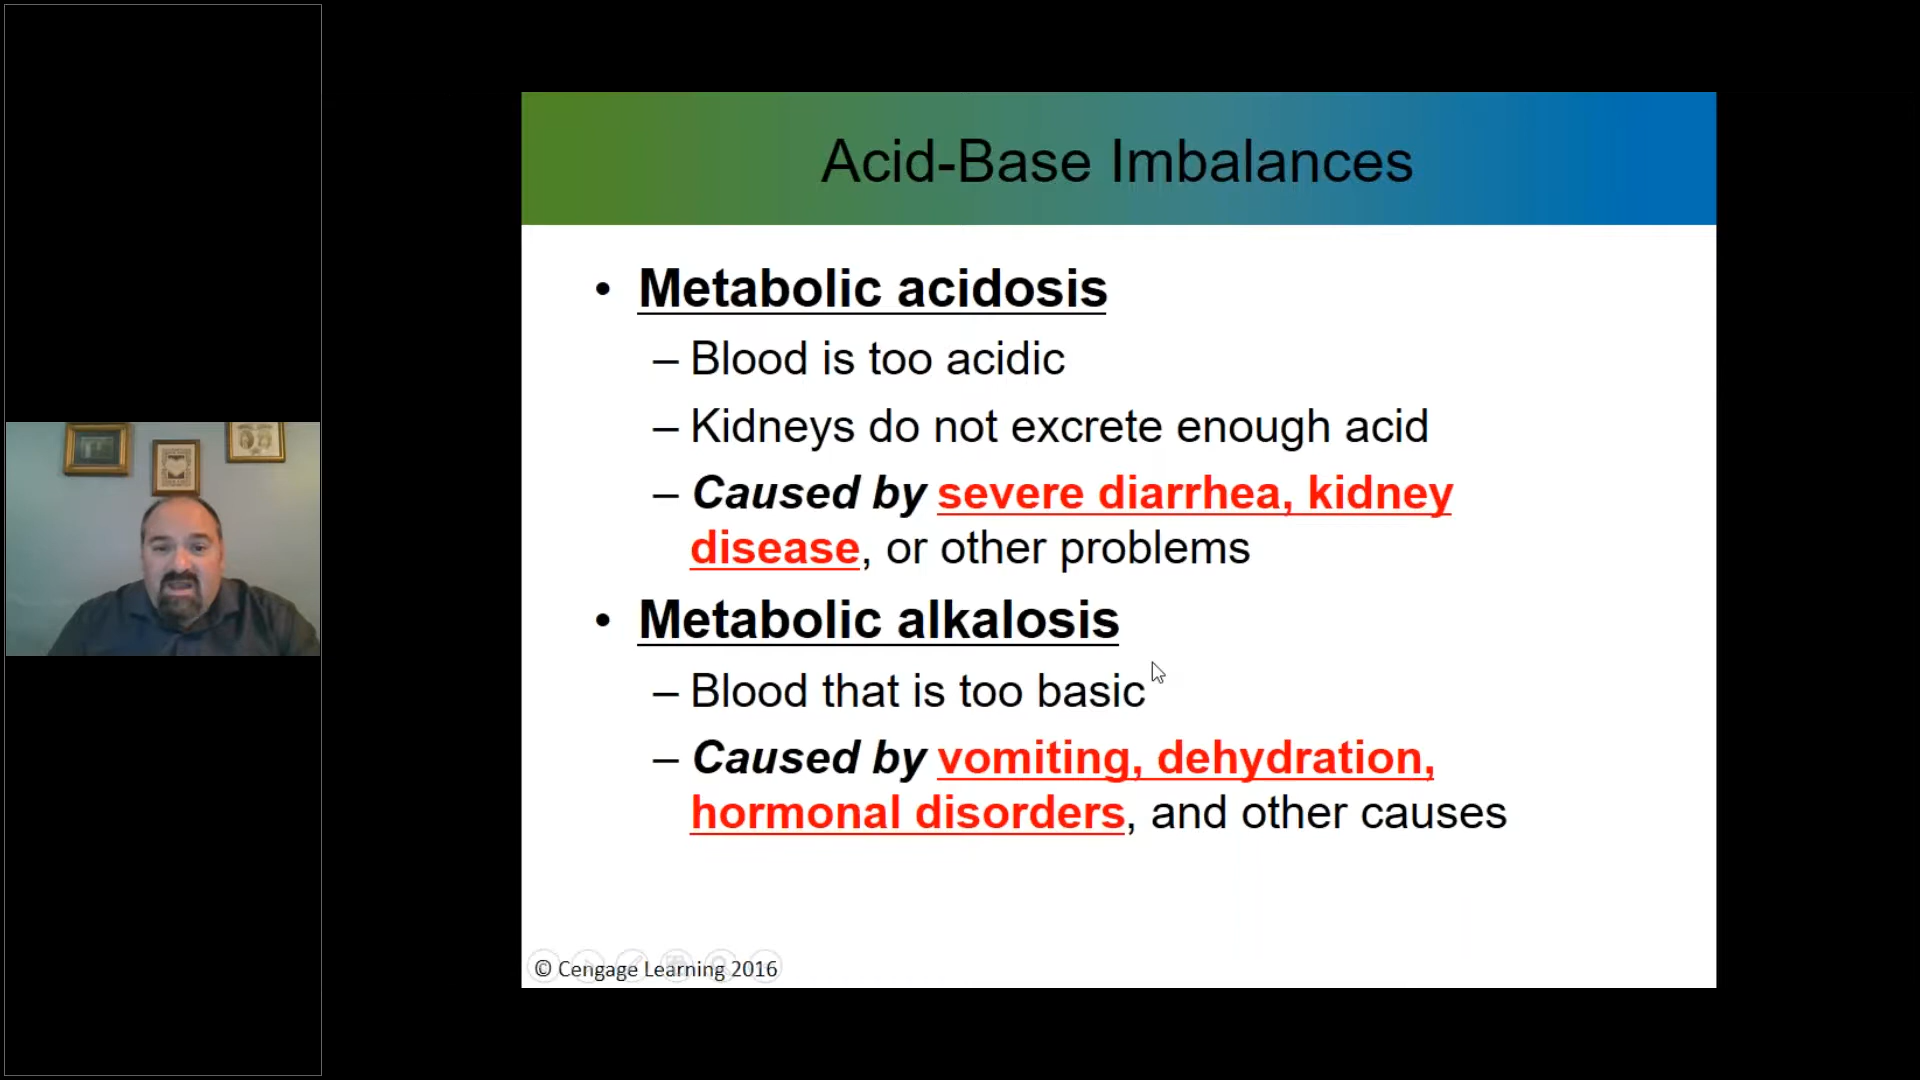 Acid-Base Imbalances
• Metabolic acidosis
– Blood is too acidic
– Kidneys do not excrete enough acid
– Caused by severe diarrhea, kidney
disease, or other problems
• Metabolic alkalosis
– Blood that is too basic
– Caused by vomiting, dehydration,
hormonal disorders, and other causes
© Cengage Learning 2016